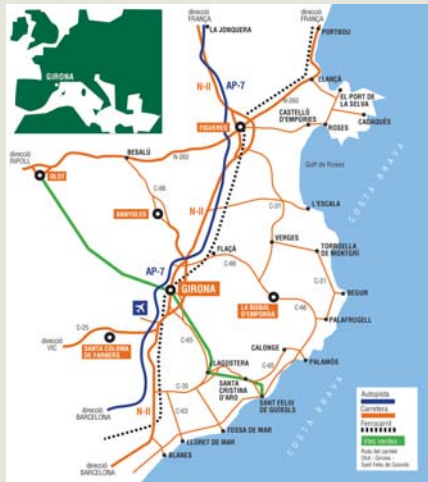 direcció
FRANÇA
LA JONQUERA
direcció
FRANÇA
PORTBOU
GIRONA
N-II
AP-7
LLANÇÀ
N-260
EL PORT DE
LA SELVA
FIGUERES
CASTELLÓ
D'EMPÚRIES
ROSES
CADAQUÉS
direcció
RIPOLL
BESALÚ
N-260
Golf de Roses
OLOT
C-66
COSTA BRAVA
BANYOLES
N-II
C-31
L'ESCALA
VERGES
FLAÇÀ
TORROELLA
DE MONTGRÍ
AP-7
C-66
GIRONA
C-31
BEGUR
LA BISBAL
D'EMPORDÀ
C-66
PALAFRUGELL
C-25
direcció
VIC
SANTA COLOMA
DE FARNERS
C-65
CALONGE
PALAMÓS
LLAGOSTERA
C-65
C-35
SANTA
CRISTINA
D'ARO
SANT FELIU
DE GUÍXOLS
direcció
BARCELONA
N-II
C-63
TOSSA DE MAR
LLORET DE MAR
BLANES
direcció
BARCELONA
COSTA BRAVA
Autopista
Carretera
Ferrocarril
Vies verdes
Ruta del carrilet
Olot - Girona -
Sant Feliu de Guíxols